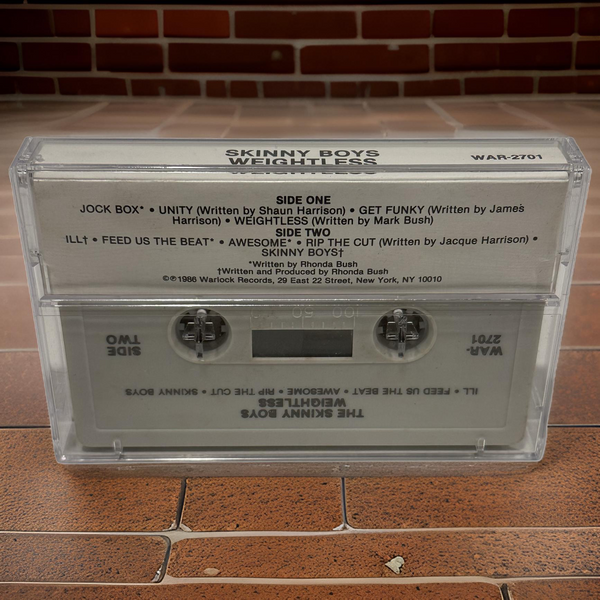 SKINNY BOYS
WEIGHTLESS
WAR-2701
SIDE ONE
JOCK BOX* • UNITY (Written by Shaun Harrison) • GET FUNKY (Written by James
Harrison) • WEIGHTLESS (Written by Mark Bush)
SIDE TWO
ILL† • FEED US THE BEAT* • AWESOME* • RIP THE CUT (Written by Jacque Harrison) •
SKINNY BOYS†
*Written by Rhonda Bush
†Written and Produced by Rhonda Bush
©℗1986 Warlock Records, 29 East 22 Street, New York, NY 10010
100 50
THE SKINNY BOYS
WEIGHTLESS
ILL • FEED US THE BEAT • AWESOME • RIP THE CUT • SKINNY BOYS
WAR-
2701
SIDE
TWO